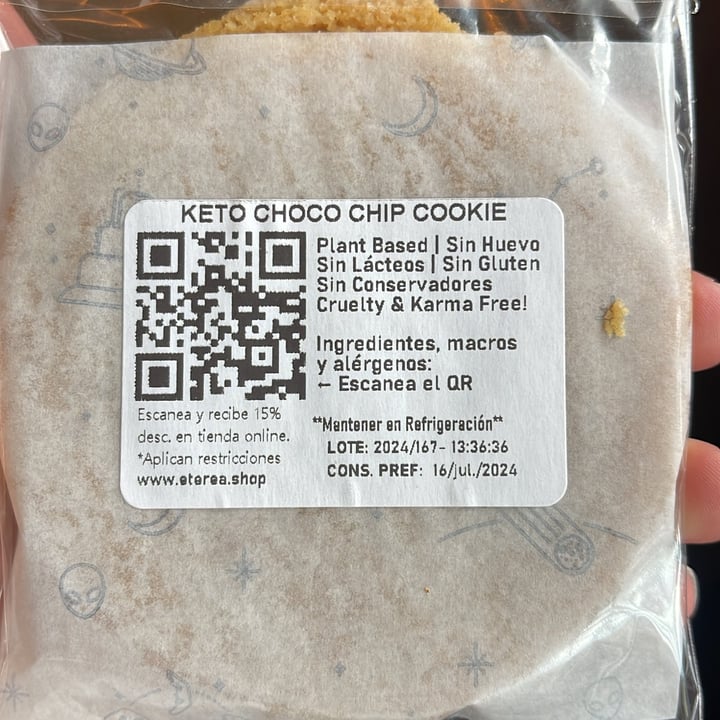 KETO CHOCO CHIP COOKIE
Plant Based | Sin Huevo
Sin Lácteos | Sin Gluten
Sin Conservadores
Cruelty & Karma Free!
Ingredientes, macros
y alérgenos:
← Escanea el QR
Escanea y recibe 15%
desc. en tienda online.
*Aplican restricciones
www.eterea.shop
**Mantener en Refrigeración**
LOTE: 2024/167- 13:36:36
CONS. PREF: 16/jul./2024